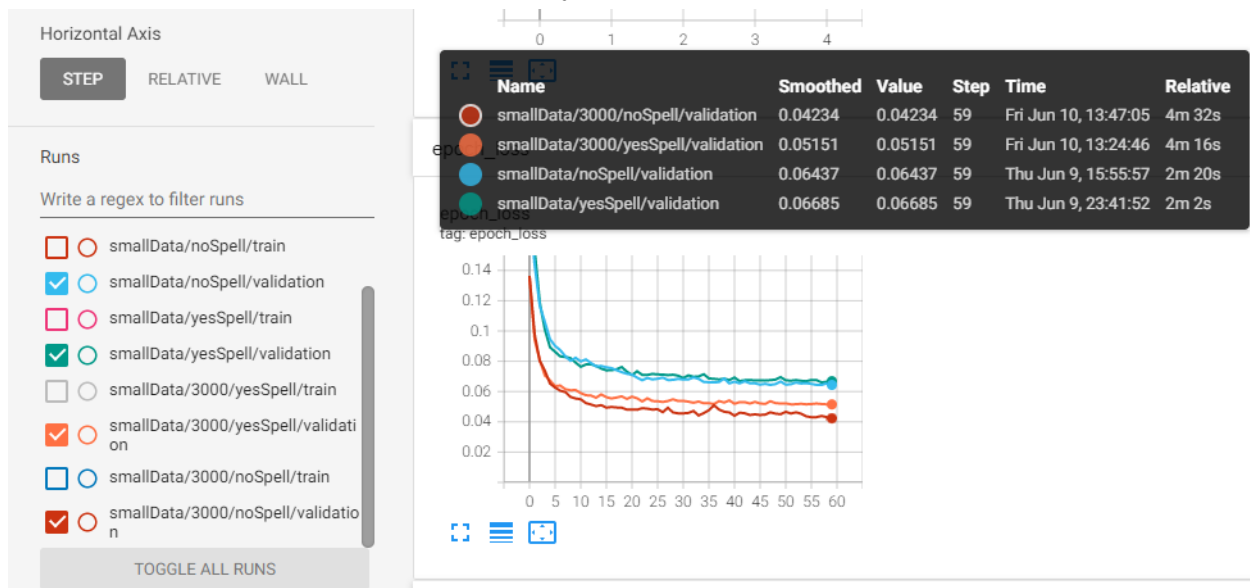 Horizontal Axis
STEP RELATIVE WALL
Runs
Write a regex to filter runs
smallData/noSpell/train
smallData/noSpell/validation
smallData/yesSpell/train
smallData/yesSpell/validation
smallData/3000/yesSpell/train
smallData/3000/yesSpell/validati
on
smallData/3000/noSpell/train
smallData/3000/noSpell/validatio
n
TOGGLE ALL RUNS
0 1 2 3 4
Name Smoothed Value Step Time Relative
smallData/3000/noSpell/validation 0.04234 0.04234 59 Fri Jun 10, 13:47:05 4m 32s
smallData/3000/yesSpell/validation 0.05151 0.05151 59 Fri Jun 10, 13:24:46 4m 16s
smallData/noSpell/validation 0.06437 0.06437 59 Thu Jun 9, 15:55:57 2m 20s
smallData/yesSpell/validation 0.06685 0.06685 59 Thu Jun 9, 23:41:52 2m 2s
epoch_loss
epoch_loss
tag: epoch_loss
0.14
0.12
0.1
0.08
0.06
0.04
0.02
0 5 10 15 20 25 30 35 40 45 50 55 60